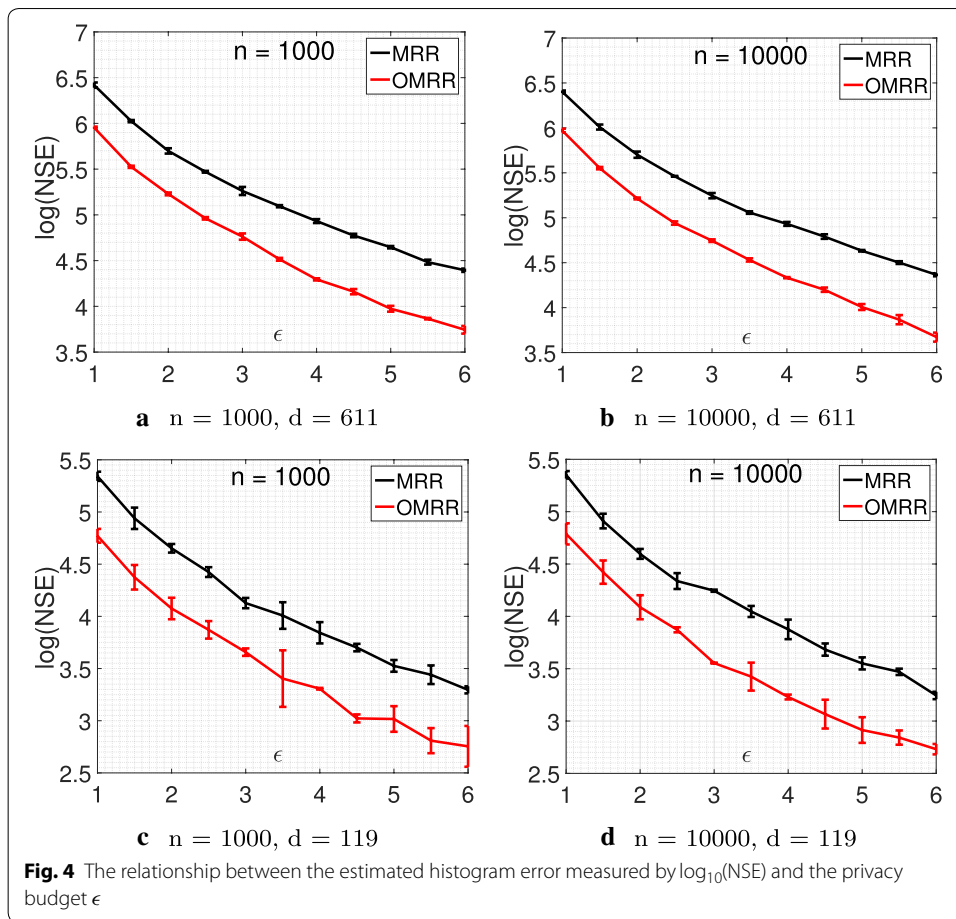 n = 1000
MRR
OMRR
log(NSE)
7
6.5
6
5.5
5
4.5
4
3.5
ϵ
1 2 3 4 5 6
a n = 1000, d = 611
n = 10000
MRR
OMRR
log(NSE)
7
6.5
6
5.5
5
4.5
4
3.5
ϵ
1 2 3 4 5 6
b n = 10000, d = 611
n = 1000
MRR
OMRR
log(NSE)
5.5
5
4.5
4
3.5
3
2.5
ϵ
1 2 3 4 5 6
c n = 1000, d = 119
n = 10000
MRR
OMRR
log(NSE)
5.5
5
4.5
4
3.5
3
2.5
ϵ
1 2 3 4 5 6
d n = 10000, d = 119
Fig. 4 The relationship between the estimated histogram error measured by log₁₀(NSE) and the privacy
budget ϵ